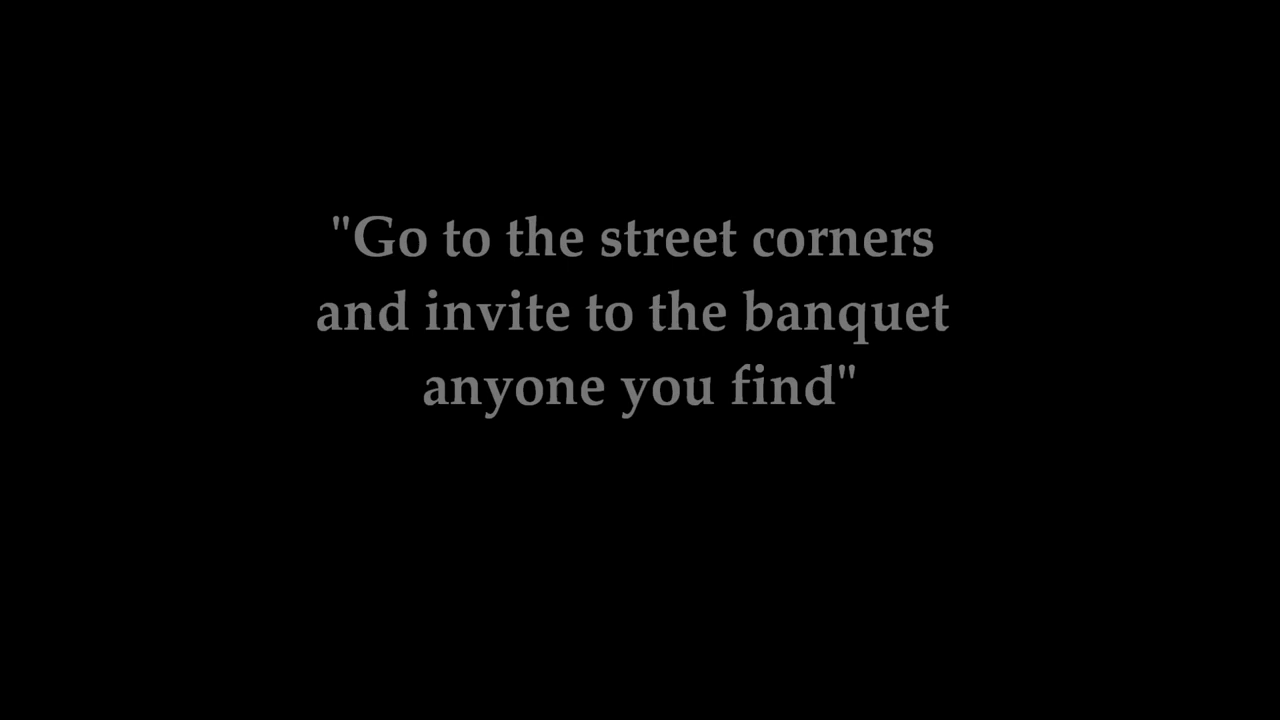 "Go to the street corners
and invite to the banquet
anyone you find"